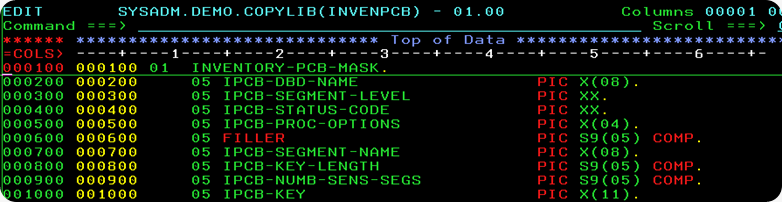 EDIT SYSADM.DEMO.COPYLIB(INVENPCB) - 01.00 Columns 00001
Command ===> Scroll ===>
****** **************************** Top of Data ****************************
=COLS> ----+----1----+----2----+----3----+----4----+----5----+----6----+-
000100 000100 01 INVENTORY-PCB-MASK.
000200 000200 05 IPCB-DBD-NAME PIC X(08).
000300 000300 05 IPCB-SEGMENT-LEVEL PIC XX.
000400 000400 05 IPCB-STATUS-CODE PIC XX.
000500 000500 05 IPCB-PROC-OPTIONS PIC X(04).
000600 000600 05 FILLER PIC S9(05) COMP.
000700 000700 05 IPCB-SEGMENT-NAME PIC X(08).
000800 000800 05 IPCB-KEY-LENGTH PIC S9(05) COMP.
000900 000900 05 IPCB-NUMB-SENS-SEGS PIC S9(05) COMP.
001000 001000 05 IPCB-KEY PIC X(11).